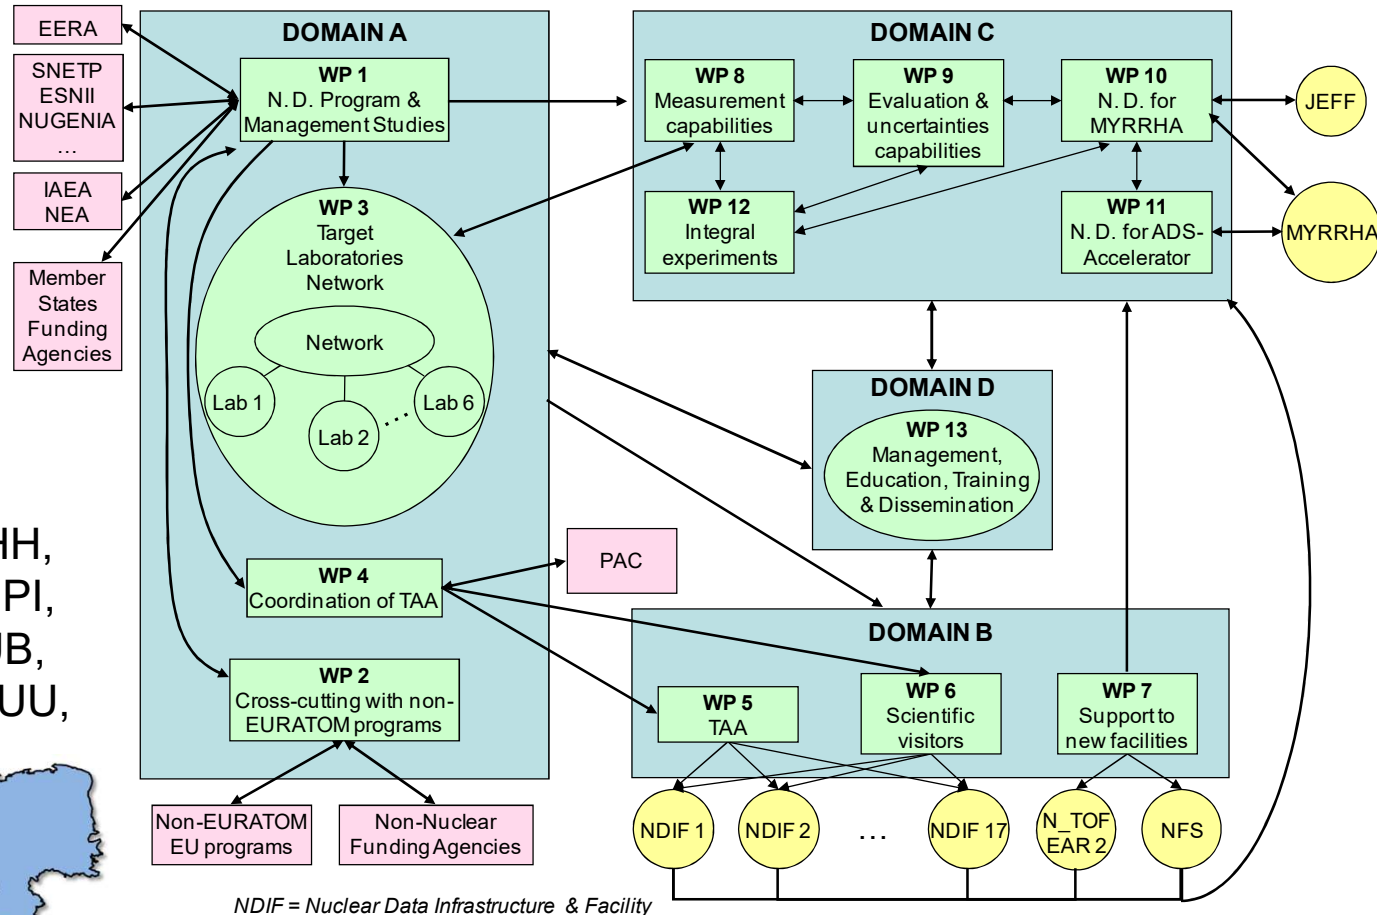 EERA
SNETP
ESNII
NUGENIA
...
IAEA
NEA
Member
States
Funding
Agencies
DOMAIN A
WP 1
N. D. Program &
Management Studies
WP 3
Target
Laboratories
Network
Network
Lab 1
Lab 2
Lab 6
WP 4
Coordination of TAA
WP 2
Cross-cutting with non-
EURATOM programs
Non-EURATOM
EU programs
Non-Nuclear
Funding Agencies
PAC
DOMAIN C
WP 8
Measurement
capabilities
WP 9
Evaluation &
uncertainties
capabilities
WP 10
N. D. for
MYRRHA
WP 12
Integral
experiments
WP 11
N. D. for ADS-
Accelerator
JEFF
MYRRHA
DOMAIN D
WP 13
Management,
Education, Training
& Dissemination
DOMAIN B
WP 5
TAA
WP 6
Scientific
visitors
WP 7
Support to
new facilities
NDIF 1
NDIF 2
...
NDIF 17
N_TOF
EAR 2
NFS
HH,
PI,
UB,
UU,
NDIF = Nuclear Data Infrastructure & Facility